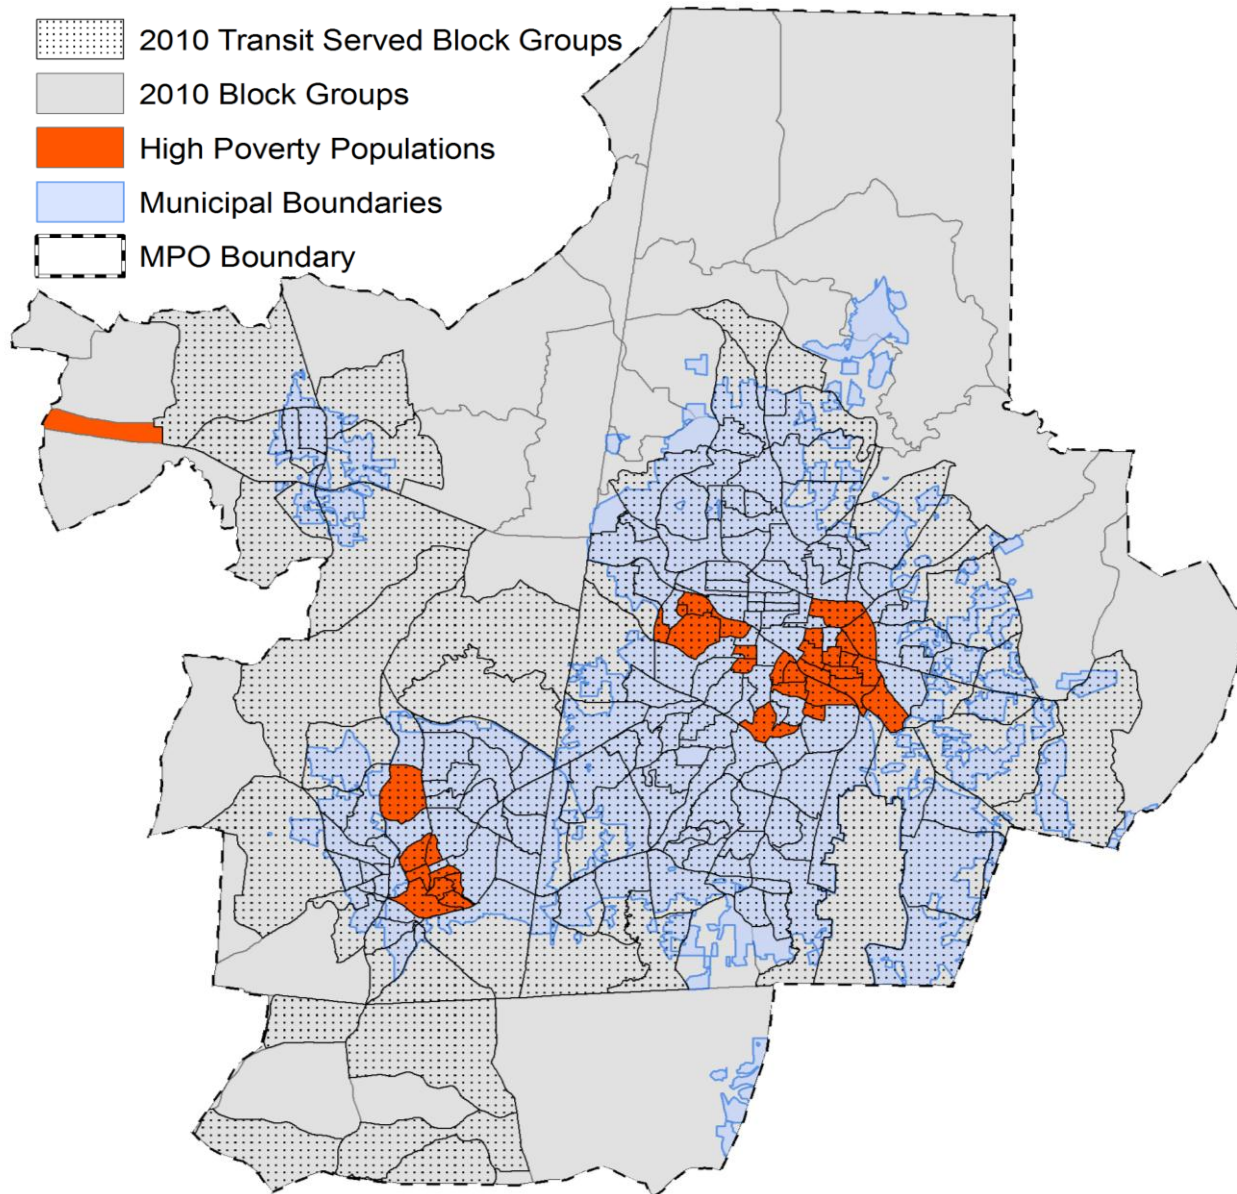 2010 Transit Served Block Groups
2010 Block Groups
High Poverty Populations
Municipal Boundaries
MPO Boundary